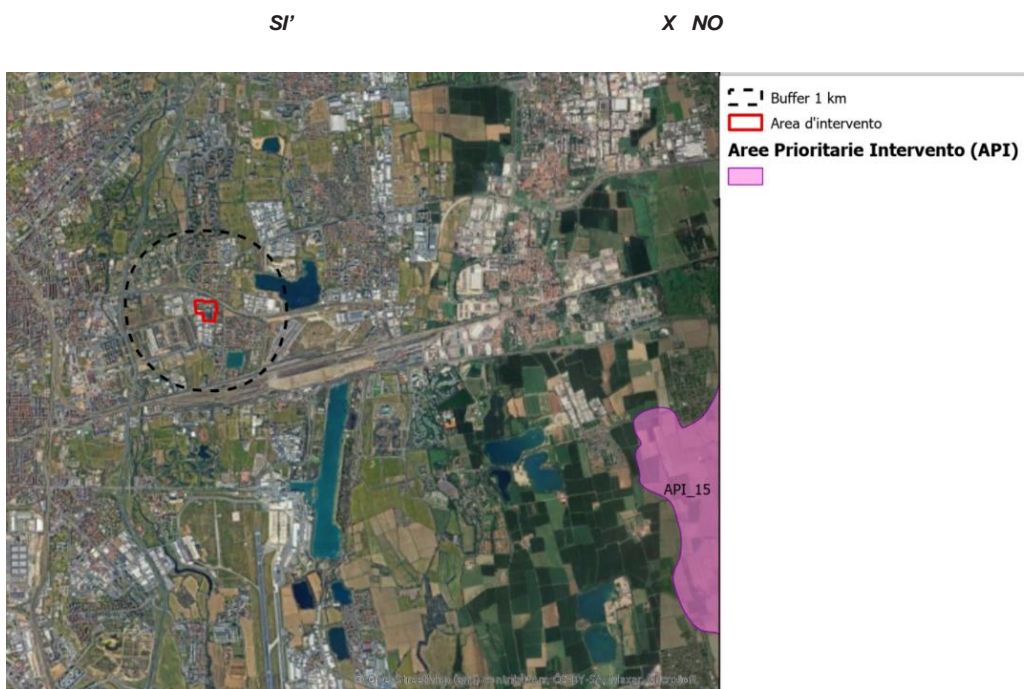 SI' X NO
Buffer 1 km
Area d'intervento
Aree Prioritarie Intervento (API)
API_15